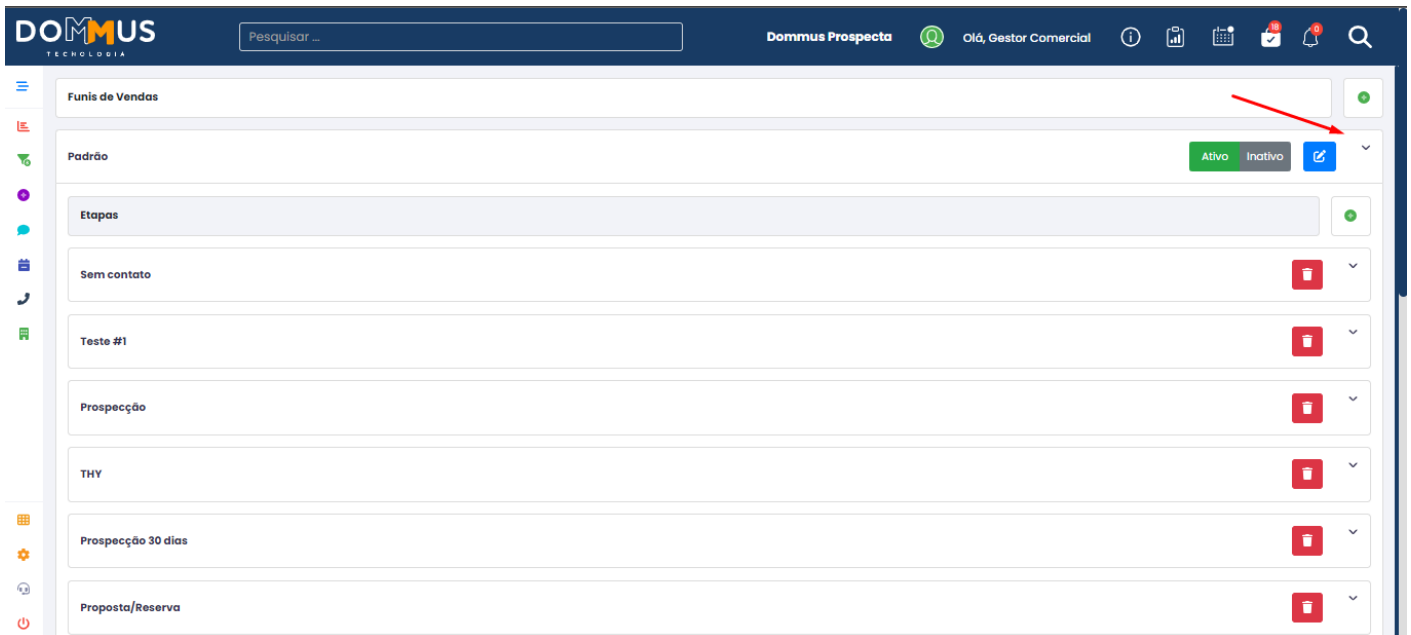 DOMMUS
TECNOLOGIA
Pesquisar ...
Dommus Prospecta
Olá, Gestor Comercial
18
0
Funis de Vendas
Padrão
Ativo
Inativo
Etapas
Sem contato
Teste #1
Prospecção
THY
Prospecção 30 dias
Proposta/Reserva